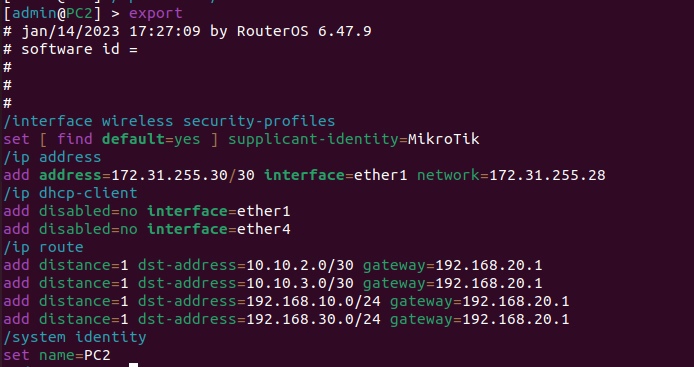 [admin@PC2] > export
# jan/14/2023 17:27:09 by RouterOS 6.47.9
# software id =
#
#
#
/interface wireless security-profiles
set [ find default=yes ] supplicant-identity=MikroTik
/ip address
add address=172.31.255.30/30 interface=ether1 network=172.31.255.28
/ip dhcp-client
add disabled=no interface=ether1
add disabled=no interface=ether4
/ip route
add distance=1 dst-address=10.10.2.0/30 gateway=192.168.20.1
add distance=1 dst-address=10.10.3.0/30 gateway=192.168.20.1
add distance=1 dst-address=192.168.10.0/24 gateway=192.168.20.1
add distance=1 dst-address=192.168.30.0/24 gateway=192.168.20.1
/system identity
set name=PC2